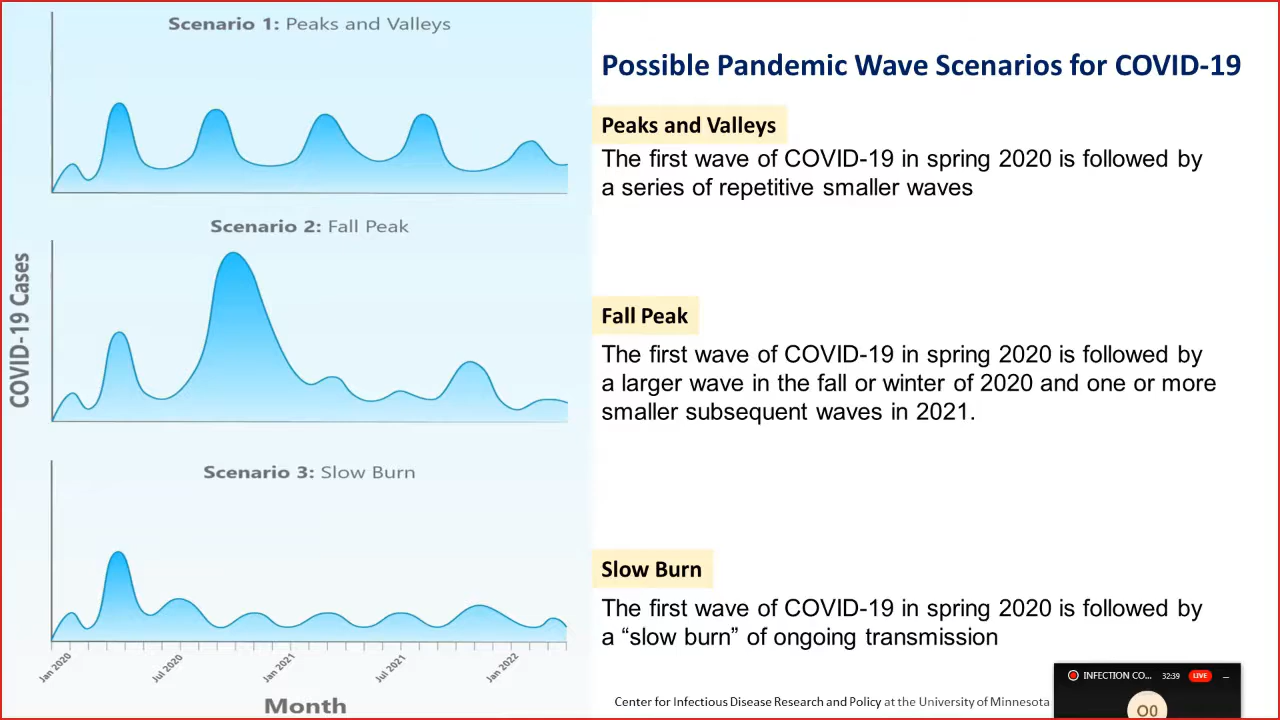 Scenario 1: Peaks and Valleys
Scenario 2: Fall Peak
COVID-19 Cases
Scenario 3: Slow Burn
Jan 2020
Jul 2020
Jan 2021
Jul 2021
Jan 2022
Month
Possible Pandemic Wave Scenarios for COVID-19
Peaks and Valleys
The first wave of COVID-19 in spring 2020 is followed by
a series of repetitive smaller waves
Fall Peak
The first wave of COVID-19 in spring 2020 is followed by
a larger wave in the fall or winter of 2020 and one or more
smaller subsequent waves in 2021.
Slow Burn
The first wave of COVID-19 in spring 2020 is followed by
a “slow burn” of ongoing transmission
Center for Infectious Disease Research and Policy at the University of Minnesota
INFECTION CO... 32:39 LIVE
O0